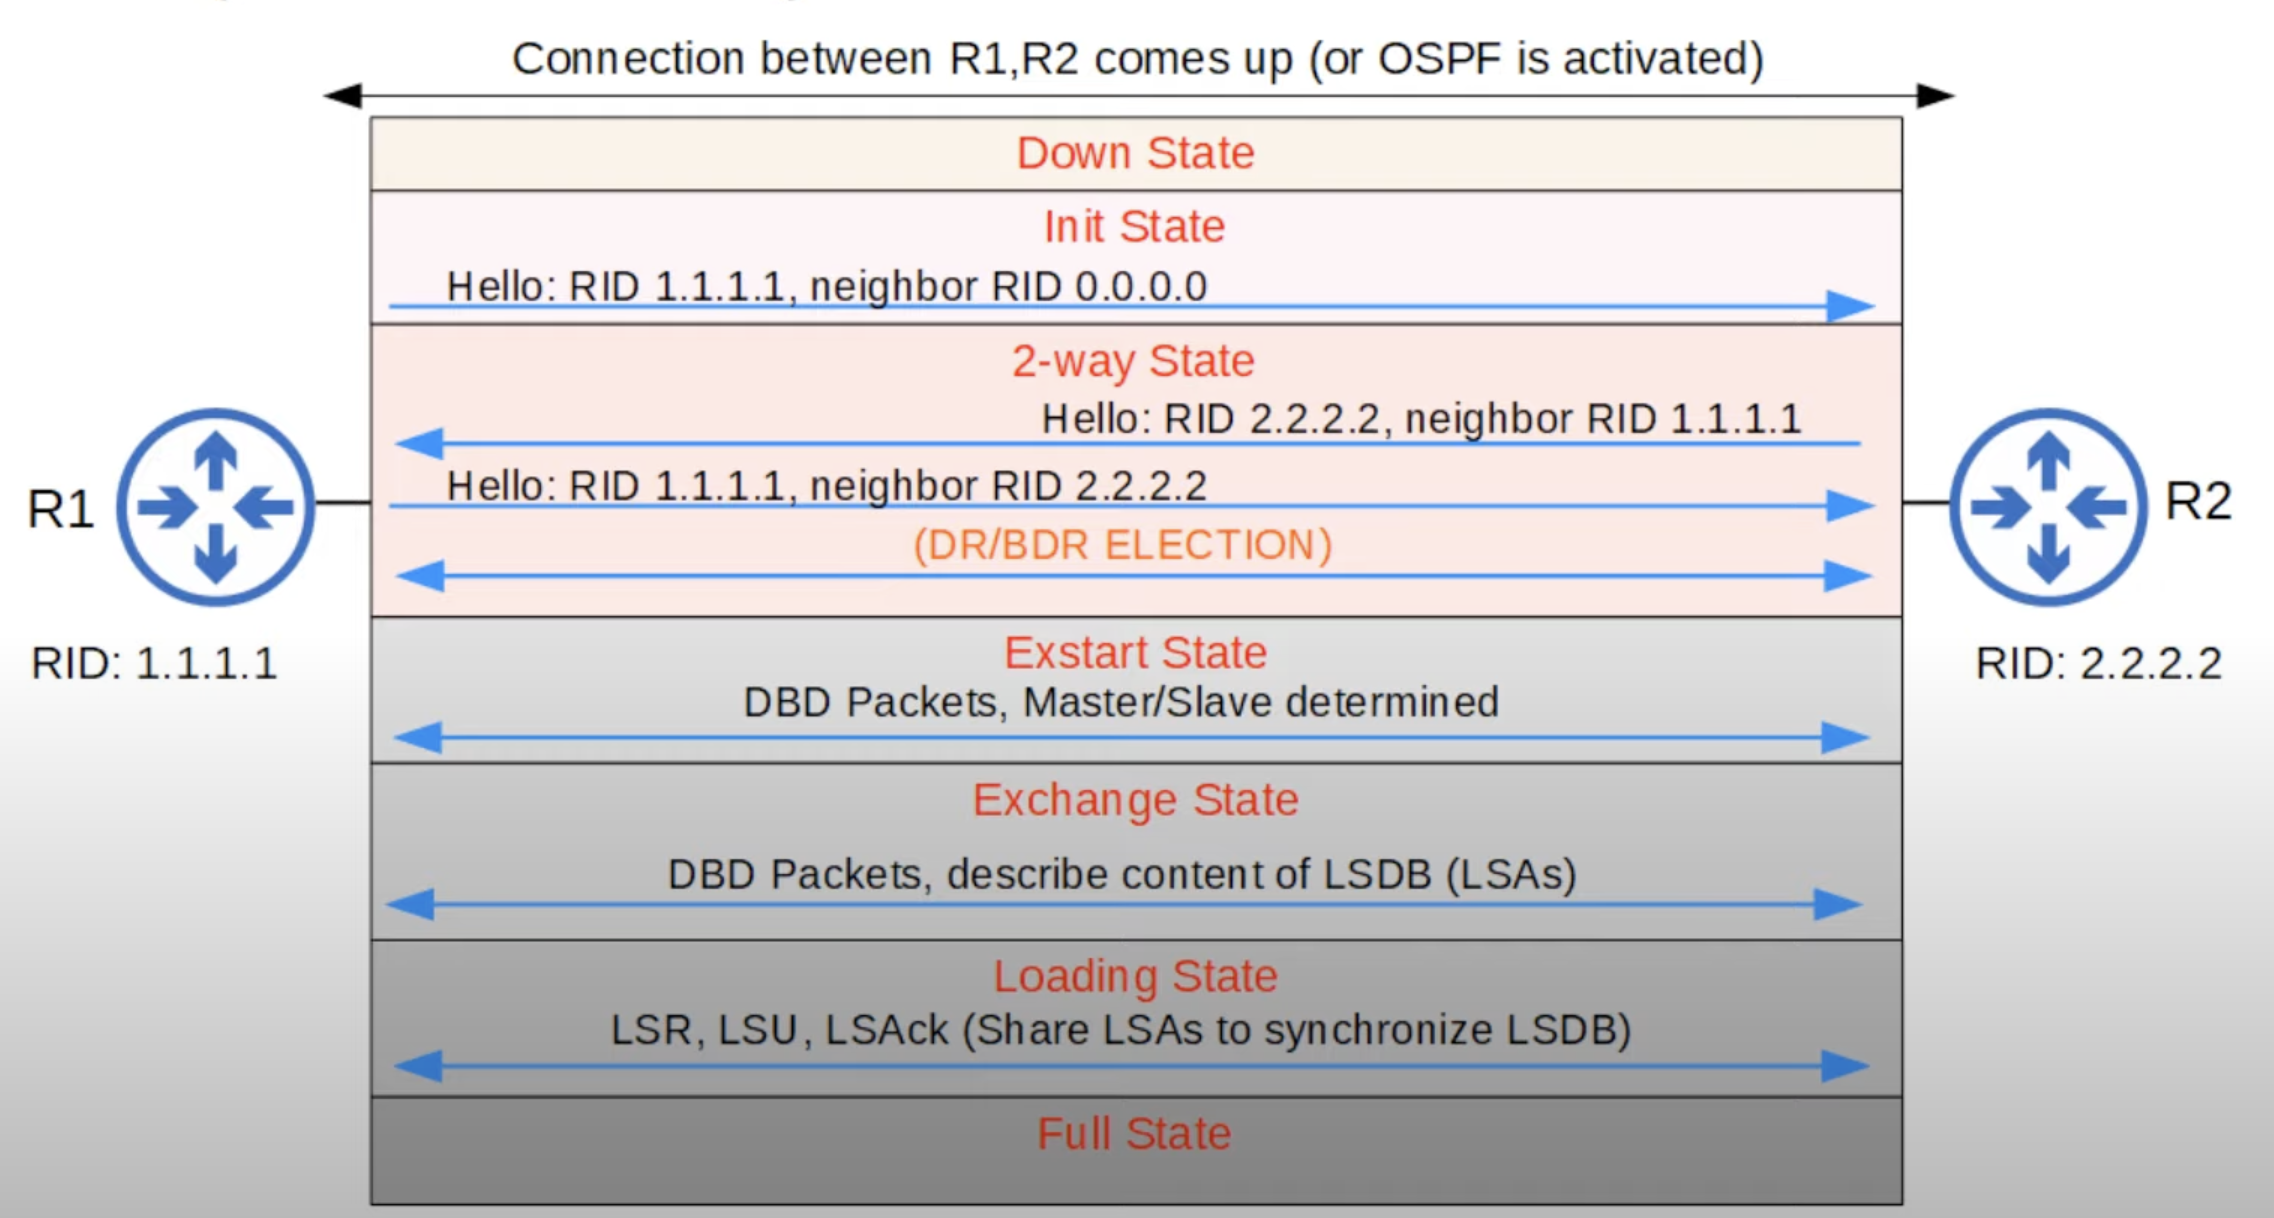 Connection between R1,R2 comes up (or OSPF is activated)
Down State
Init State
Hello: RID 1.1.1.1, neighbor RID 0.0.0.0
2-way State
Hello: RID 2.2.2.2, neighbor RID 1.1.1.1
Hello: RID 1.1.1.1, neighbor RID 2.2.2.2
(DR/BDR ELECTION)
R1
R2
RID: 1.1.1.1
RID: 2.2.2.2
Exstart State
DBD Packets, Master/Slave determined
Exchange State
DBD Packets, describe content of LSDB (LSAs)
Loading State
LSR, LSU, LSAck (Share LSAs to synchronize LSDB)
Full State